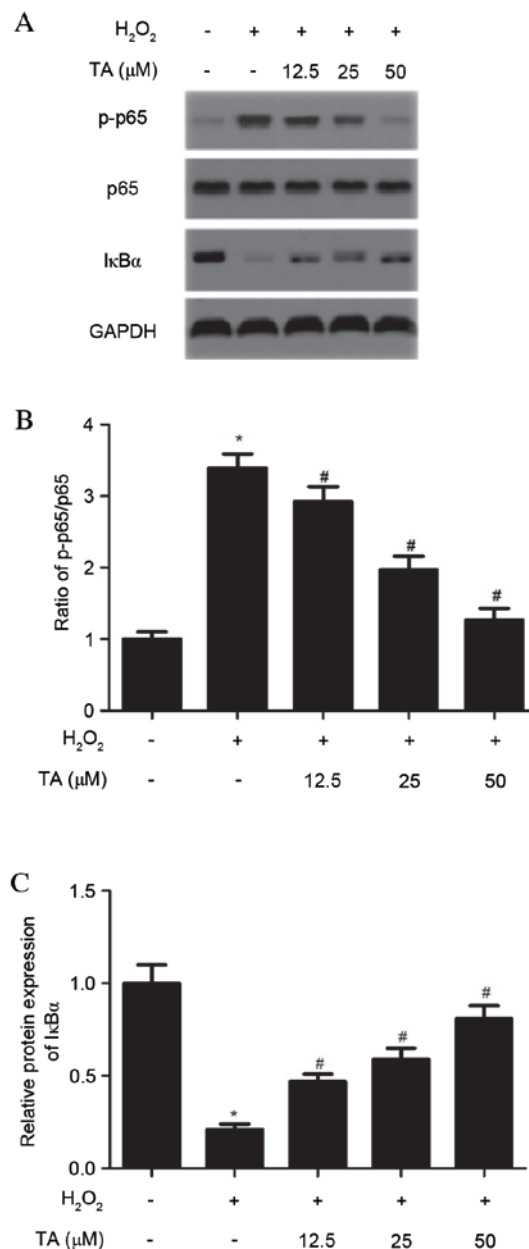 A
H₂O₂ - + + + +
TA (μM) - - 12.5 25 50
p-p65
p65
IκBα
GAPDH
B
Ratio of p-p65/p65
4
3
2
1
0
*
#
#
#
H₂O₂ - + + + +
TA (μM) - - 12.5 25 50
C
Relative protein expression
of IκBα
1.5
1.0
0.5
0.0
*
#
#
#
H₂O₂ - + + + +
TA (μM) - - 12.5 25 50